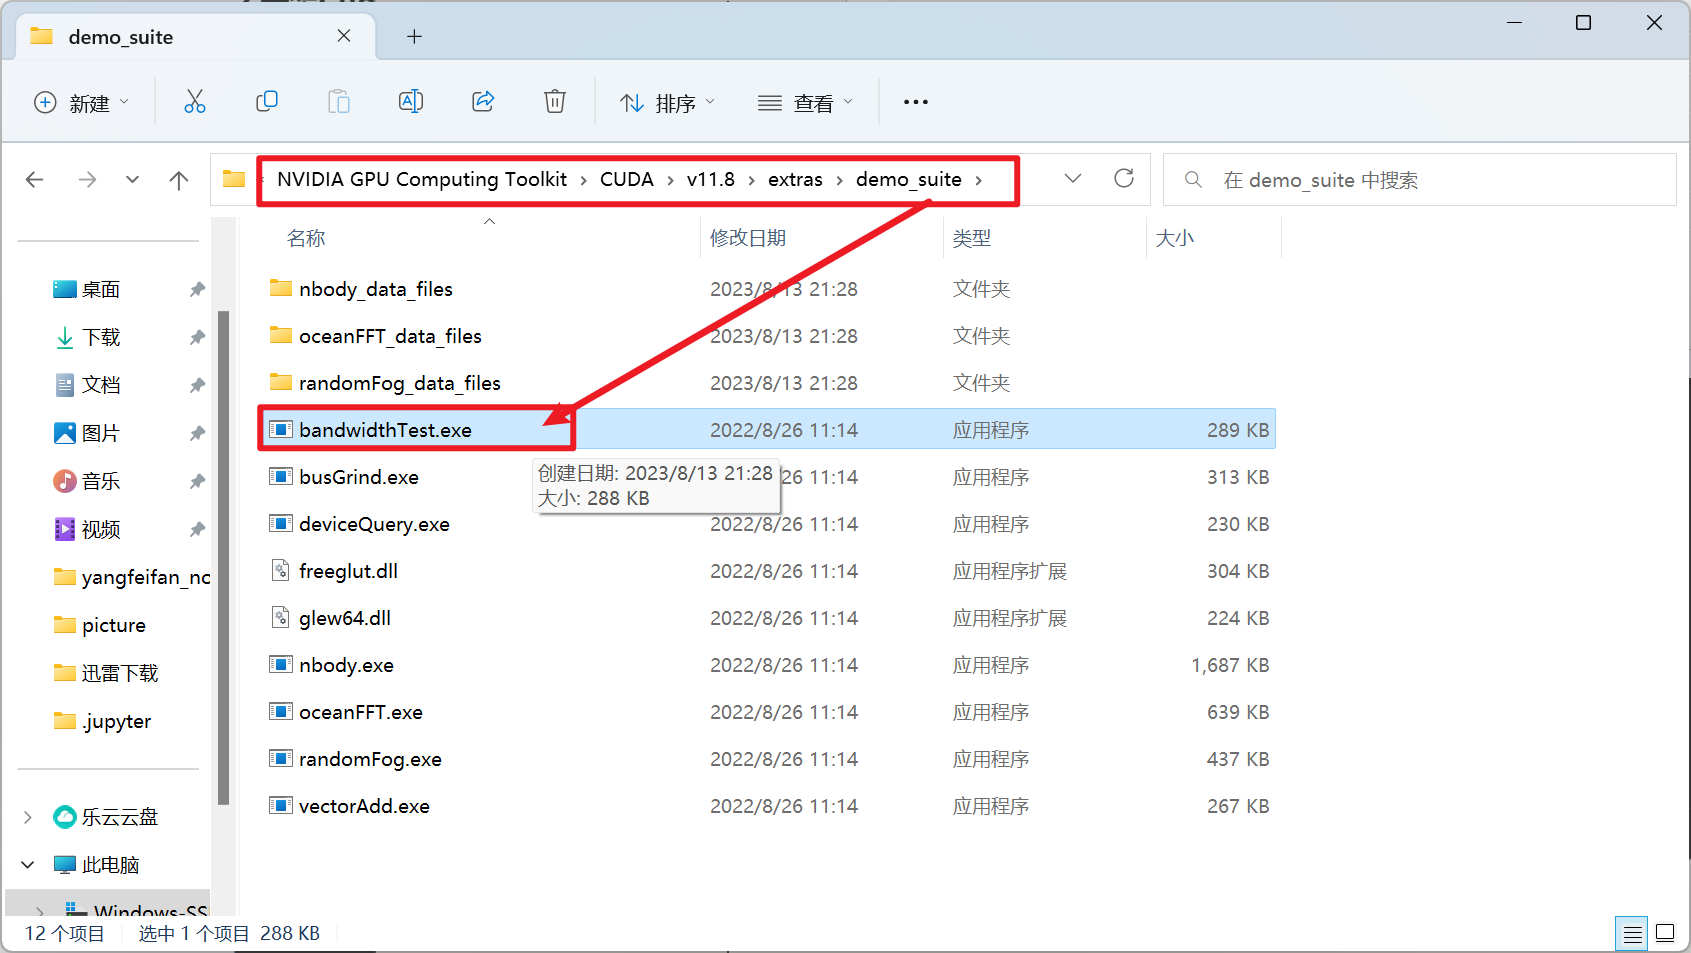 demo_suite
新建
排序
查看
NVIDIA GPU Computing Toolkit › CUDA › v11.8 › extras › demo_suite ›
在 demo_suite 中搜索
名称 修改日期 类型 大小
桌面
下载
文档
图片
音乐
视频
yangfeifan_nc
picture
迅雷下载
.jupyter
乐云云盘
此电脑
Windows-SS
nbody_data_files 2023/8/13 21:28 文件夹
oceanFFT_data_files 2023/8/13 21:28 文件夹
randomFog_data_files 2023/8/13 21:28 文件夹
bandwidthTest.exe 2022/8/26 11:14 应用程序 289 KB
busGrind.exe /26 11:14 应用程序 313 KB
创建日期: 2023/8/13 21:28
大小: 288 KB
deviceQuery.exe 2022/8/26 11:14 应用程序 230 KB
freeglut.dll 2022/8/26 11:14 应用程序扩展 304 KB
glew64.dll 2022/8/26 11:14 应用程序扩展 224 KB
nbody.exe 2022/8/26 11:14 应用程序 1,687 KB
oceanFFT.exe 2022/8/26 11:14 应用程序 639 KB
randomFog.exe 2022/8/26 11:14 应用程序 437 KB
vectorAdd.exe 2022/8/26 11:14 应用程序 267 KB
12 个项目 选中 1 个项目 288 KB